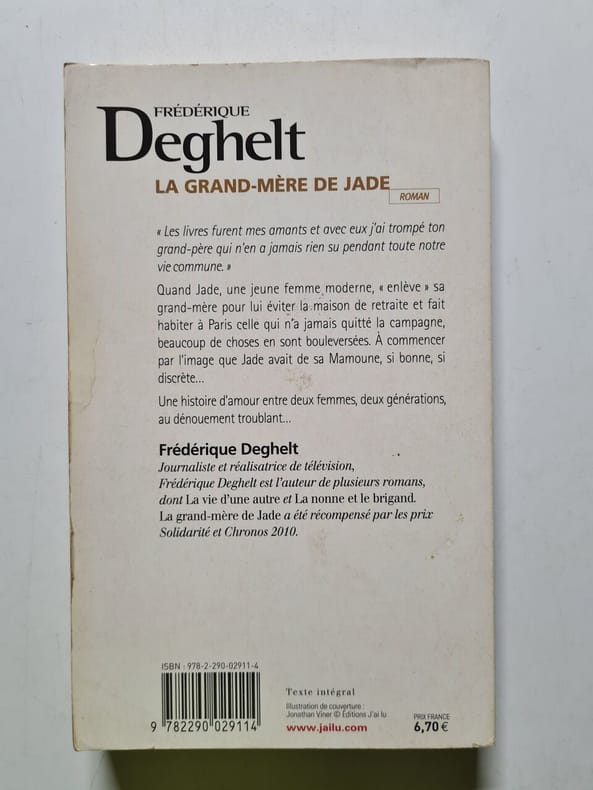 FRÉDÉRIQUE
Deghelt
LA GRAND-MÈRE DE JADE
ROMAN
« Les livres furent mes amants et avec eux j'ai trompé ton
grand-père qui n'en a jamais rien su pendant toute notre
vie commune. »
Quand Jade, une jeune femme moderne, « enlève » sa
grand-mère pour lui éviter la maison de retraite et fait
habiter à Paris celle qui n'a jamais quitté la campagne,
beaucoup de choses en sont bouleversées. À commencer
par l'image que Jade avait de sa Mamoune, si bonne, si
discrète...
Une histoire d'amour entre deux femmes, deux générations,
au dénouement troublant...
Frédérique Deghelt
Journaliste et réalisatrice de télévision,
Frédérique Deghelt est l'auteur de plusieurs romans,
dont La vie d'une autre et La nonne et le brigand.
La grand-mère de Jade a été récompensé par les prix
Solidarité et Chronos 2010.
ISBN : 978-2-290-02911-4
9 782290 029114
Texte intégral
Illustration de couverture :
Jonathan Viner © Éditions J'ai lu
www.jailu.com
PRIX FRANCE
6,70 €